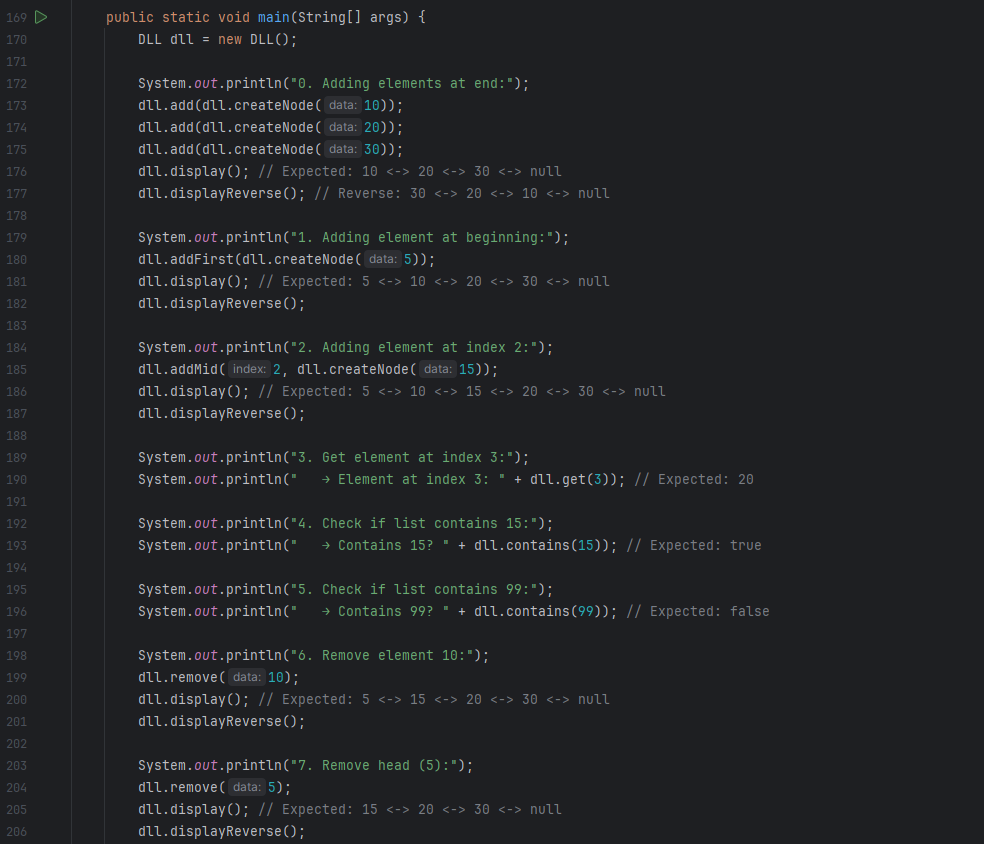 169 public static void main(String[] args) {
170 DLL dll = new DLL();
171
172 System.out.println("0. Adding elements at end:");
173 dll.add(dll.createNode( data: 10));
174 dll.add(dll.createNode( data: 20));
175 dll.add(dll.createNode( data: 30));
176 dll.display(); // Expected: 10 <-> 20 <-> 30 <-> null
177 dll.displayReverse(); // Reverse: 30 <-> 20 <-> 10 <-> null
178
179 System.out.println("1. Adding element at beginning:");
180 dll.addFirst(dll.createNode( data: 5));
181 dll.display(); // Expected: 5 <-> 10 <-> 20 <-> 30 <-> null
182 dll.displayReverse();
183
184 System.out.println("2. Adding element at index 2:");
185 dll.addMid( index: 2, dll.createNode( data: 15));
186 dll.display(); // Expected: 5 <-> 10 <-> 15 <-> 20 <-> 30 <-> null
187 dll.displayReverse();
188
189 System.out.println("3. Get element at index 3:");
190 System.out.println("   → Element at index 3: " + dll.get(3)); // Expected: 20
191
192 System.out.println("4. Check if list contains 15:");
193 System.out.println("   → Contains 15? " + dll.contains(15)); // Expected: true
194
195 System.out.println("5. Check if list contains 99:");
196 System.out.println("   → Contains 99? " + dll.contains(99)); // Expected: false
197
198 System.out.println("6. Remove element 10:");
199 dll.remove( data: 10);
200 dll.display(); // Expected: 5 <-> 15 <-> 20 <-> 30 <-> null
201 dll.displayReverse();
202
203 System.out.println("7. Remove head (5):");
204 dll.remove( data: 5);
205 dll.display(); // Expected: 15 <-> 20 <-> 30 <-> null
206 dll.displayReverse();